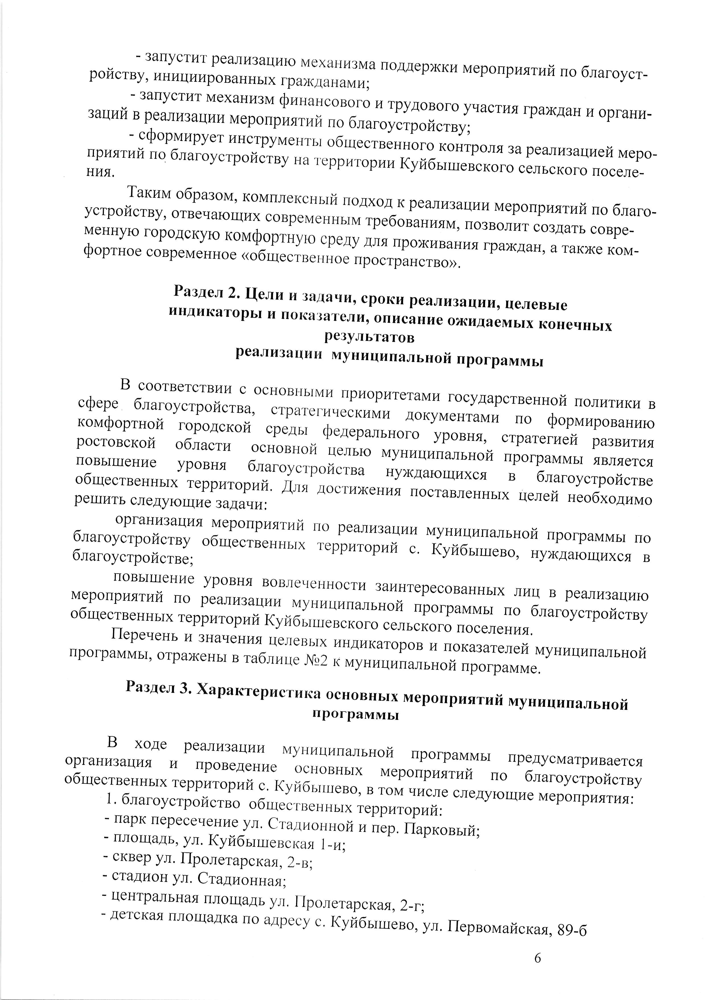 - запустит реализацию механизма поддержки мероприятий по благоуст-
ройству, инициированных гражданами;
- запустит механизм финансового и трудового участия граждан и органи-
заций в реализации мероприятий по благоустройству;
- сформирует инструменты общественного контроля за реализацией меро-
приятий по благоустройству на территории Куйбышевского сельского поселе-
ния.
Таким образом, комплексный подход к реализации мероприятий по благо-
устройству, отвечающих современным требованиям, позволит создать совре-
менную городскую комфортную среду для проживания граждан, а также ком-
фортное современное «общественное пространство».
Раздел 2. Цели и задачи, сроки реализации, целевые
индикаторы и показатели, описание ожидаемых конечных
результатов
реализации муниципальной программы
В соответствии с основными приоритетами государственной политики в
сфере благоустройства, стратегическими документами по формированию
комфортной городской среды федерального уровня, стратегией развития
ростовской области основной целью муниципальной программы является
повышение уровня благоустройства нуждающихся в благоустройстве
общественных территорий. Для достижения поставленных целей необходимо
решить следующие задачи:
организация мероприятий по реализации муниципальной программы по
благоустройству общественных территорий с. Куйбышево, нуждающихся в
благоустройстве;
повышение уровня вовлеченности заинтересованных лиц в реализацию
мероприятий по реализации муниципальной программы по благоустройству
общественных территорий Куйбышевского сельского поселения.
Перечень и значения целевых индикаторов и показателей муниципальной
программы, отражены в таблице №2 к муниципальной программе.
Раздел 3. Характеристика основных мероприятий муниципальной
программы
В ходе реализации муниципальной программы предусматривается
организация и проведение основных мероприятий по благоустройству
общественных территорий с. Куйбышево, в том числе следующие мероприятия:
1. благоустройство общественных территорий:
- парк пересечение ул. Стадионной и пер. Парковый;
- площадь, ул. Куйбышевская 1-и;
- сквер ул. Пролетарская, 2-в;
- стадион ул. Стадионная;
- центральная площадь ул. Пролетарская, 2-г;
- детская площадка по адресу с. Куйбышево, ул. Первомайская, 89-б
6